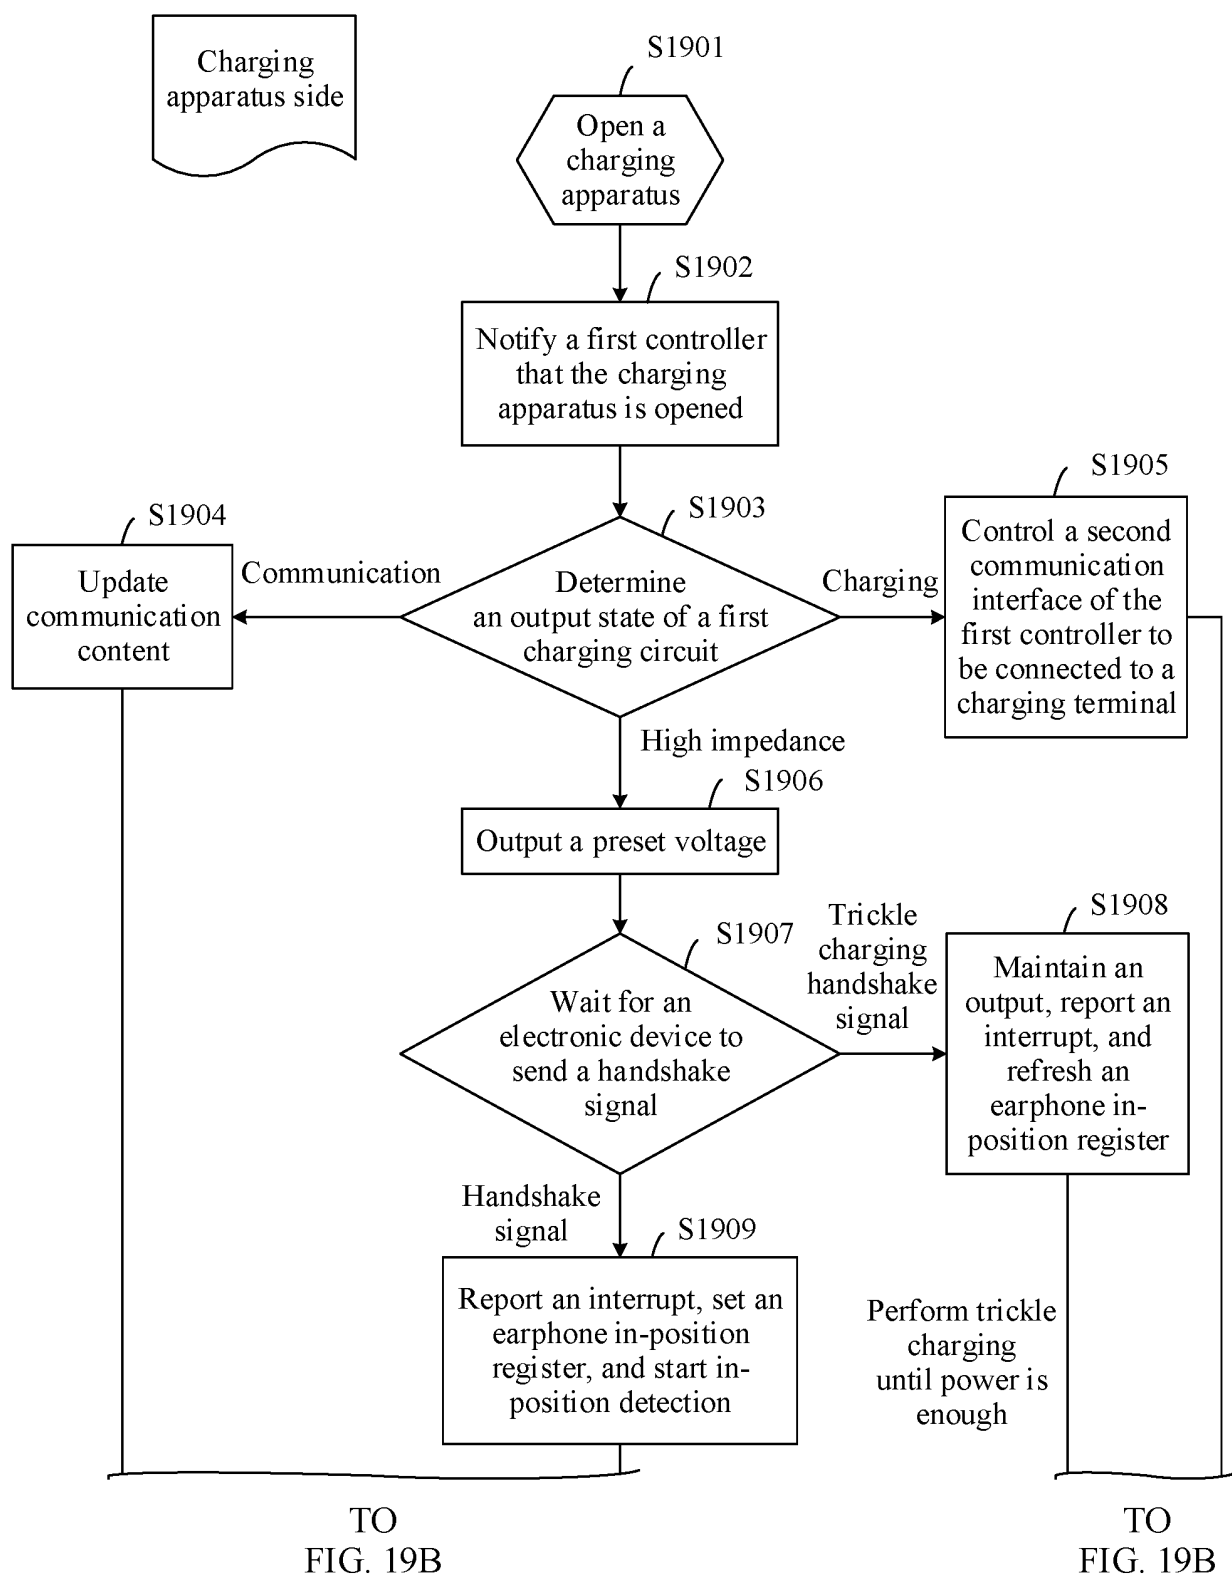 Charging
apparatus side
S1901
Open a
charging
apparatus
S1902
Notify a first controller
that the charging
apparatus is opened
S1903
Determine
an output state of a first
charging circuit
Communication
S1904
Update
communication
content
Charging
S1905
Control a second
communication
interface of the
first controller to
be connected to a
charging terminal
High impedance
S1906
Output a preset voltage
S1907
Wait for an
electronic device to
send a handshake
signal
Trickle
charging
handshake
signal
S1908
Maintain an
output, report an
interrupt, and
refresh an
earphone in-
position register
Handshake
signal
S1909
Report an interrupt, set an
earphone in-position
register, and start in-
position detection
Perform trickle
charging
until power is
enough
TO
FIG. 19B
TO
FIG. 19B